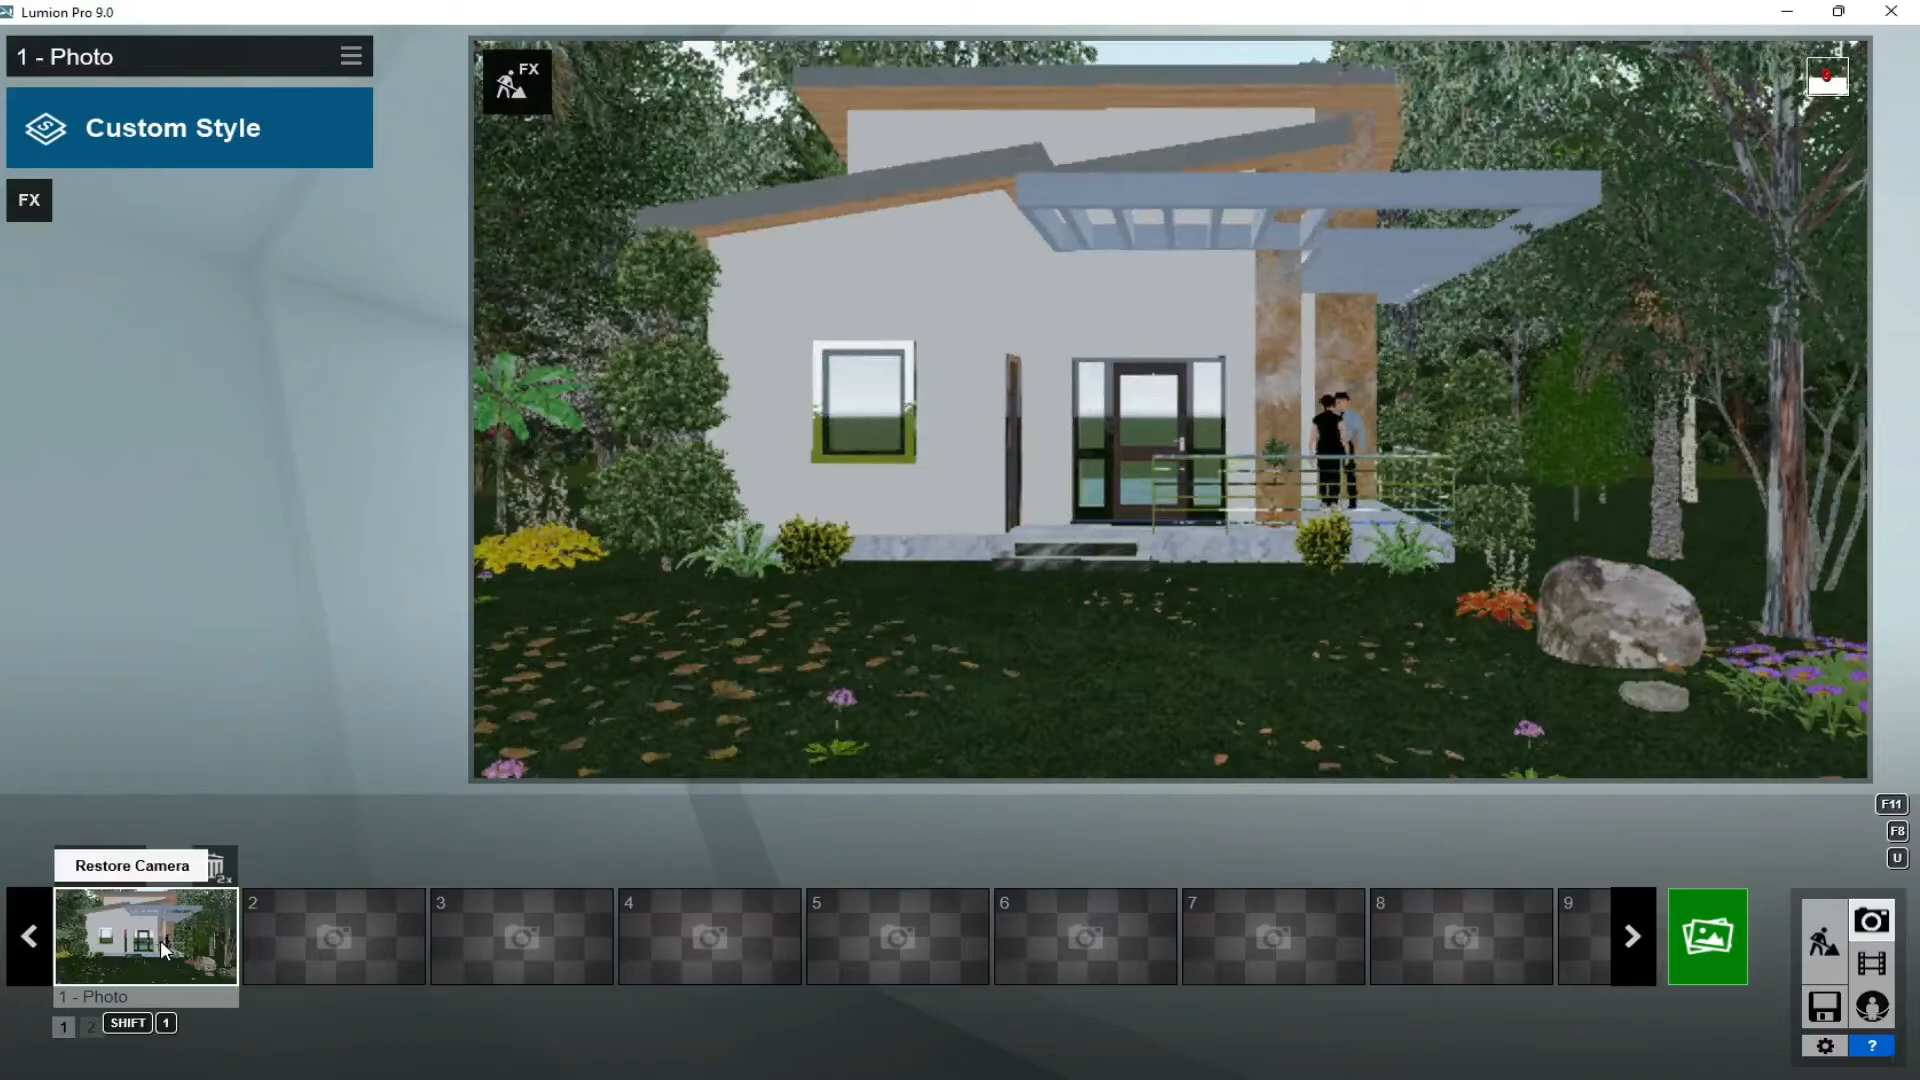 Lumion Pro 9.0
1 - Photo
Custom Style
FX
FX
F11
F8
U
Restore Camera
2x
2
3
4
5
6
7
8
9
1 - Photo
1
2
SHIFT
1
?